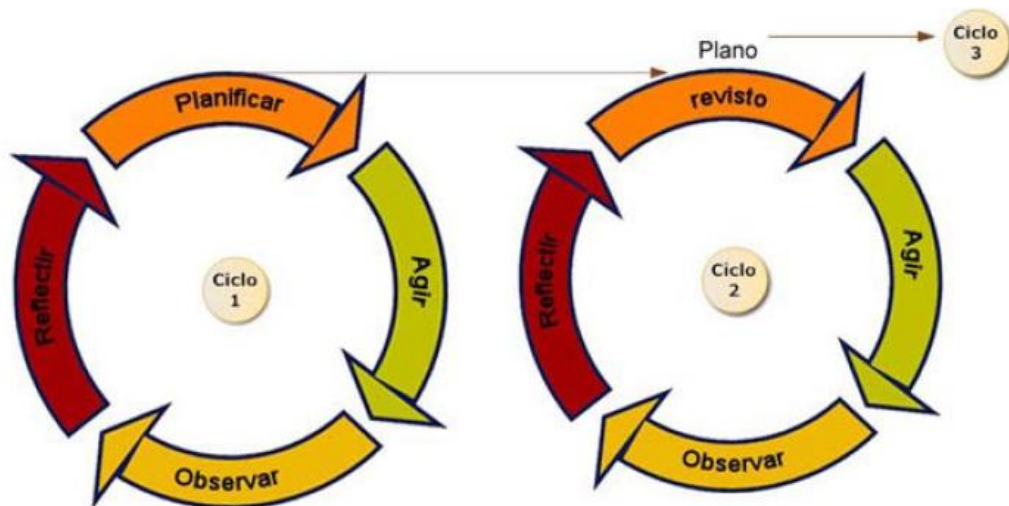 Planificar
Agir
Observar
Reflectir
Ciclo
1
Plano
revisto
Agir
Observar
Reflectir
Ciclo
2
Ciclo
3